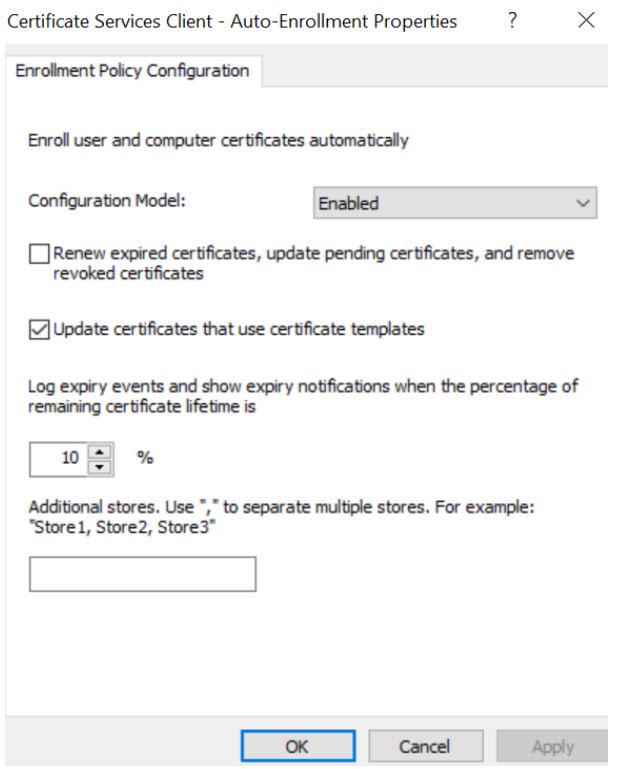 Certificate Services Client - Auto-Enrollment Properties ?
Enrollment Policy Configuration
Enroll user and computer certificates automatically
Configuration Model: Enabled
Renew expired certificates, update pending certificates, and remove
revoked certificates
Update certificates that use certificate templates
Log expiry events and show expiry notifications when the percentage of
remaining certificate lifetime is
10 %
Additional stores. Use "," to separate multiple stores. For example:
"Store1, Store2, Store3"
OK Cancel Apply